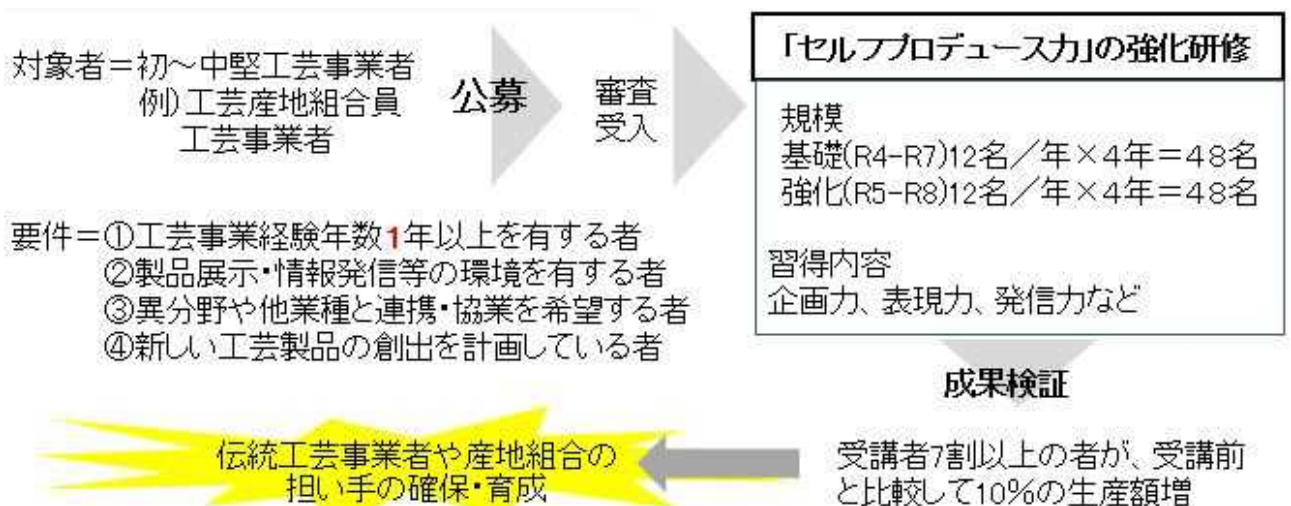 対象者＝初～中堅工芸事業者
例）工芸産地組合員
工芸事業者
公募
審査
受入
「セルフプロデュース力」の強化研修
規模
基礎(R4-R7)12名／年×4年＝48名
強化(R5-R8)12名／年×4年＝48名
習得内容
企画力、表現力、発信力など
要件＝①工芸事業経験年数1年以上を有する者
②製品展示・情報発信等の環境を有する者
③異分野や他業種と連携・協業を希望する者
④新しい工芸製品の創出を計画している者
成果検証
受講者7割以上の者が、受講前
と比較して10％の生産額増
伝統工芸事業者や産地組合の
担い手の確保・育成